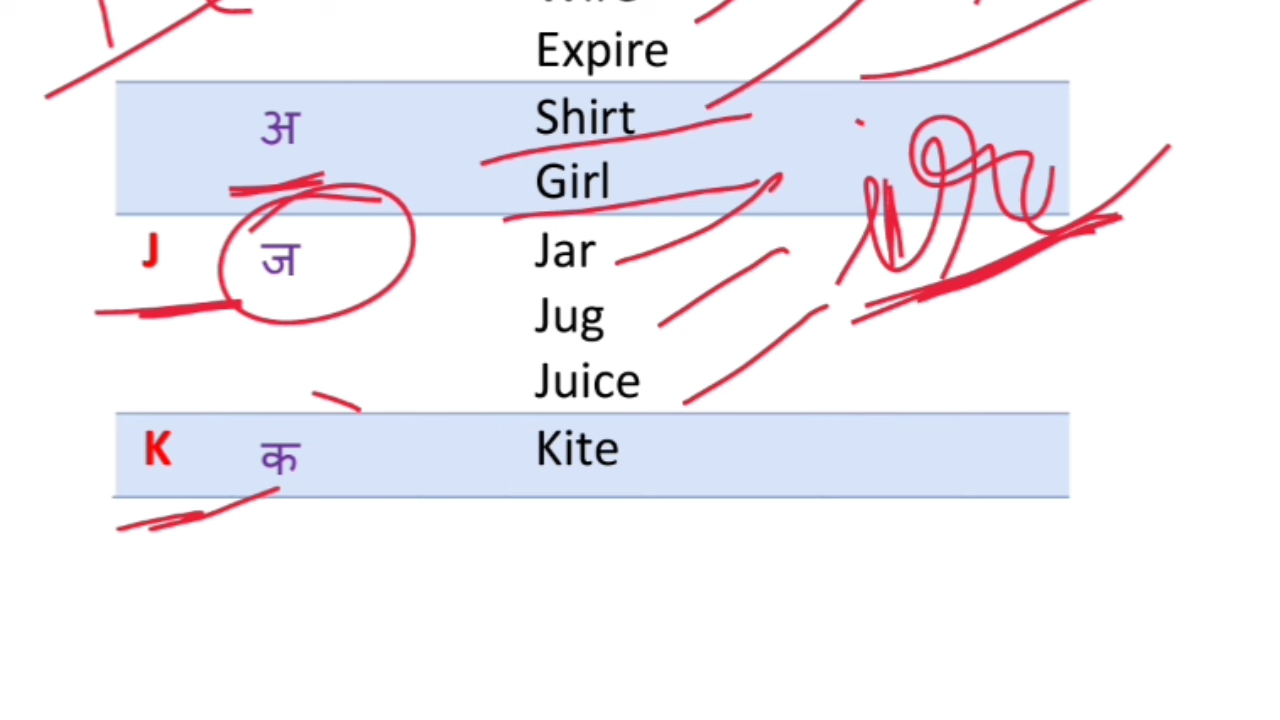 Expire
अ Shirt
Girl
J ज Jar
Jug
Juice
K क Kite